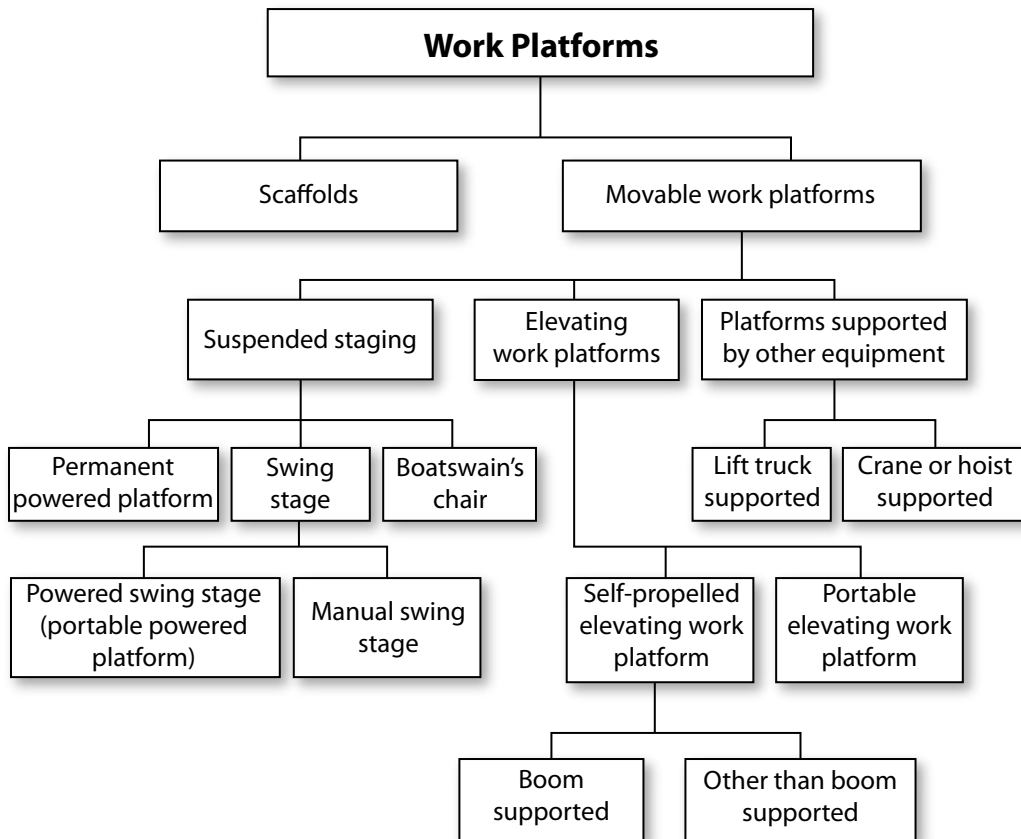 Work Platforms
Scaffolds
Movable work platforms
Suspended staging
Elevating
work platforms
Platforms supported
by other equipment
Permanent
powered platform
Swing
stage
Boatswain’s
chair
Lift truck
supported
Crane or hoist
supported
Powered swing stage
(portable powered
platform)
Manual swing
stage
Self-propelled
elevating work
platform
Portable
elevating work
platform
Boom
supported
Other than boom
supported